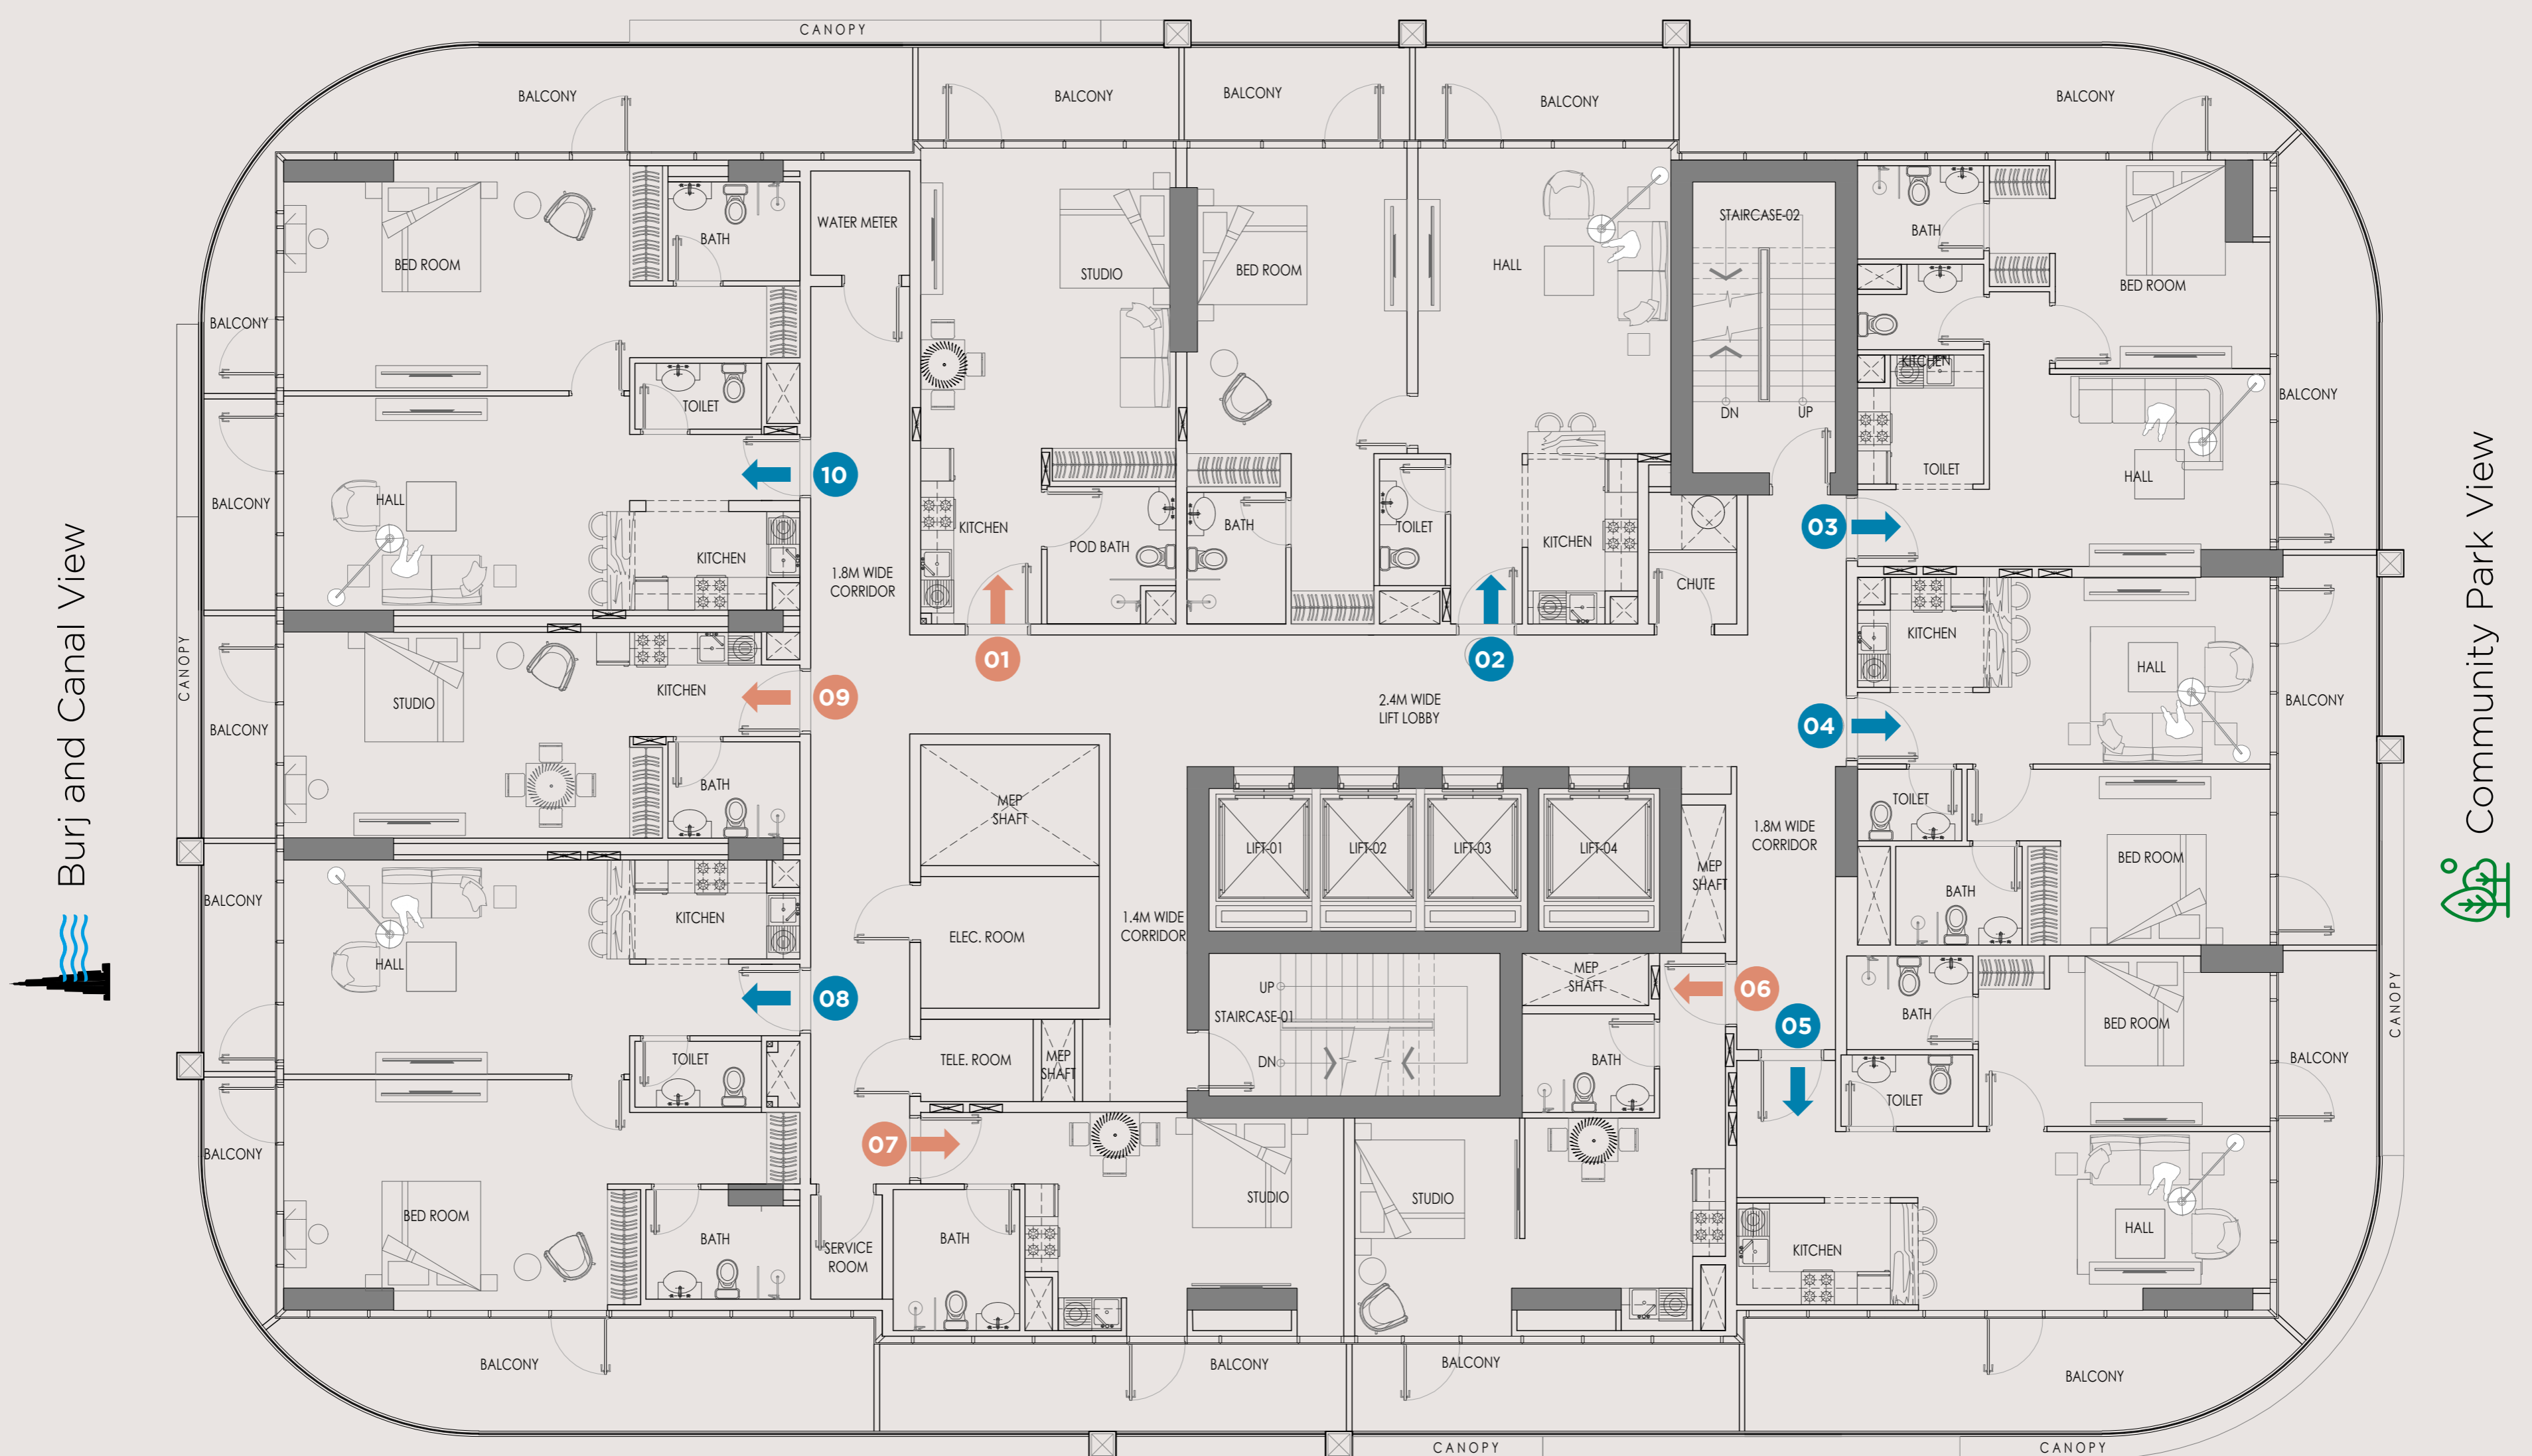 CANOPY
BALCONY
BALCONY
BALCONY
BALCONY
BALCONY
WATER METER
BATH
BED ROOM
STUDIO
BED ROOM
HALL
STAIRCASE-02
BATH
BED ROOM
BALCONY
KITCHEN
TOILET
DN
UP
BALCONY
10
HALL
BALCONY
KITCHEN
1.8M WIDE
CORRIDOR
KITCHEN
POD BATH
BATH
TOILET
KITCHEN
CHUTE
03
TOILET
HALL
Burj and Canal View
Community Park View
CANOPY
01
02
KITCHEN
HALL
09
KITCHEN
STUDIO
BALCONY
2.4M WIDE
LIFT LOBBY
04
BALCONY
BATH
MEP
SHAFT
LIFT-01
LIFT-02
LIFT-03
LIFT-04
MEP
SHAFT
1.8M WIDE
CORRIDOR
TOILET
BED ROOM
BATH
BALCONY
KITCHEN
HALL
ELEC. ROOM
1.4M WIDE
CORRIDOR
08
UP
STAIRCASE-01
DN
MEP
SHAFT
06
05
BATH
BED ROOM
CANOPY
TOILET
TELE. ROOM
MEP
SHAFT
BATH
TOILET
BALCONY
BALCONY
07
BED ROOM
BATH
SERVICE
ROOM
BATH
STUDIO
STUDIO
KITCHEN
HALL
BALCONY
BALCONY
BALCONY
BALCONY
CANOPY
CANOPY